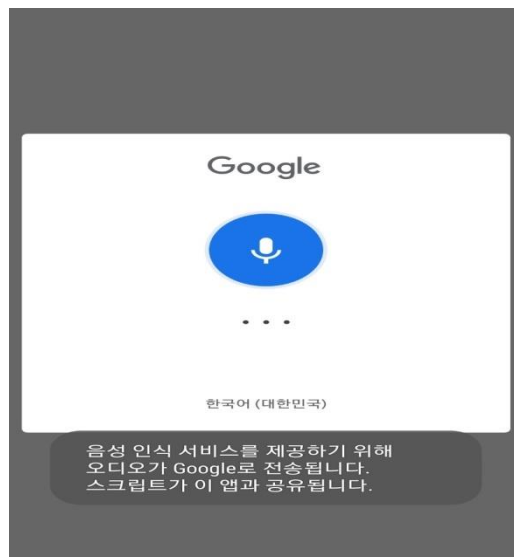 Google
한국어 (대한민국)
음성 인식 서비스를 제공하기 위해
오디오가 Google로 전송됩니다.
스크립트가 이 앱과 공유됩니다.